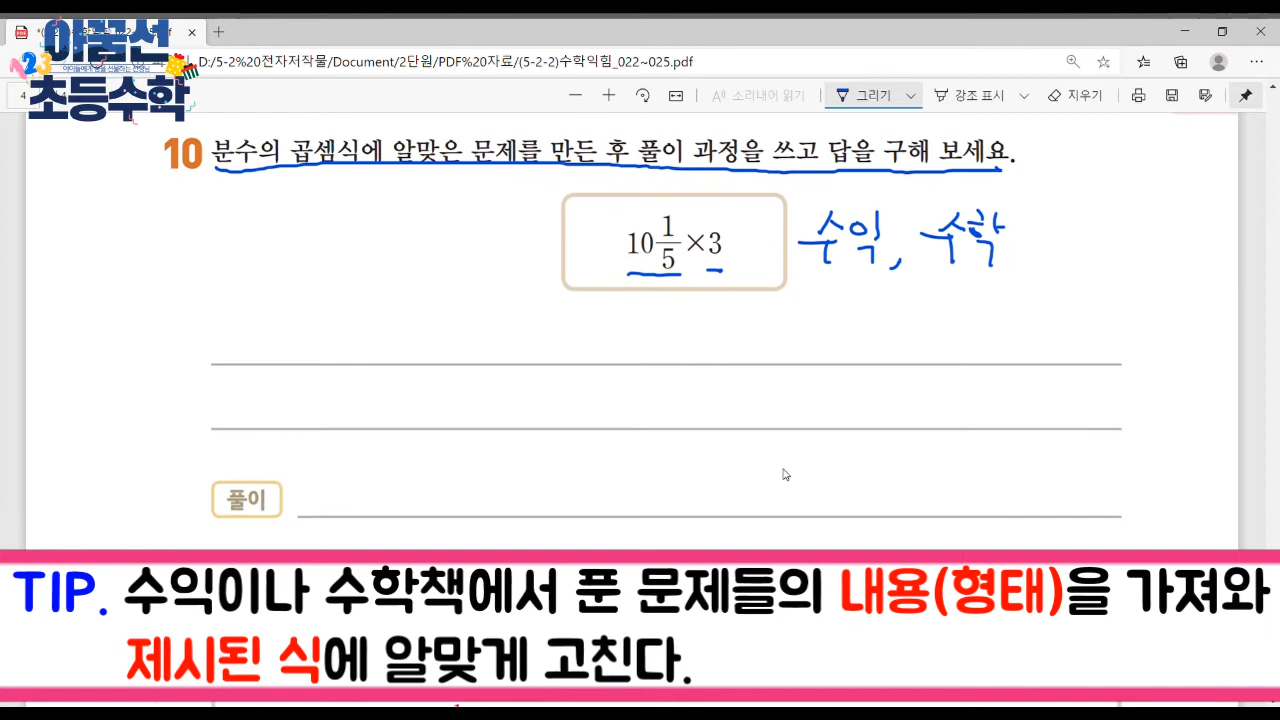 아꿈선
초등수학
D:/5-2%20전자저작물/Document/2단원/PDF%20자료/(5-2-2)수학익힘_022~025.pdf
4
소리내어 읽기
그리기
강조 표시
지우기
10 분수의 곱셈식에 알맞은 문제를 만든 후 풀이 과정을 쓰고 답을 구해 보세요.
10 1/5 ×3
수익, 수학
풀이
TIP. 수익이나 수학책에서 푼 문제들의 내용(형태)을 가져와
제시된 식에 알맞게 고친다.